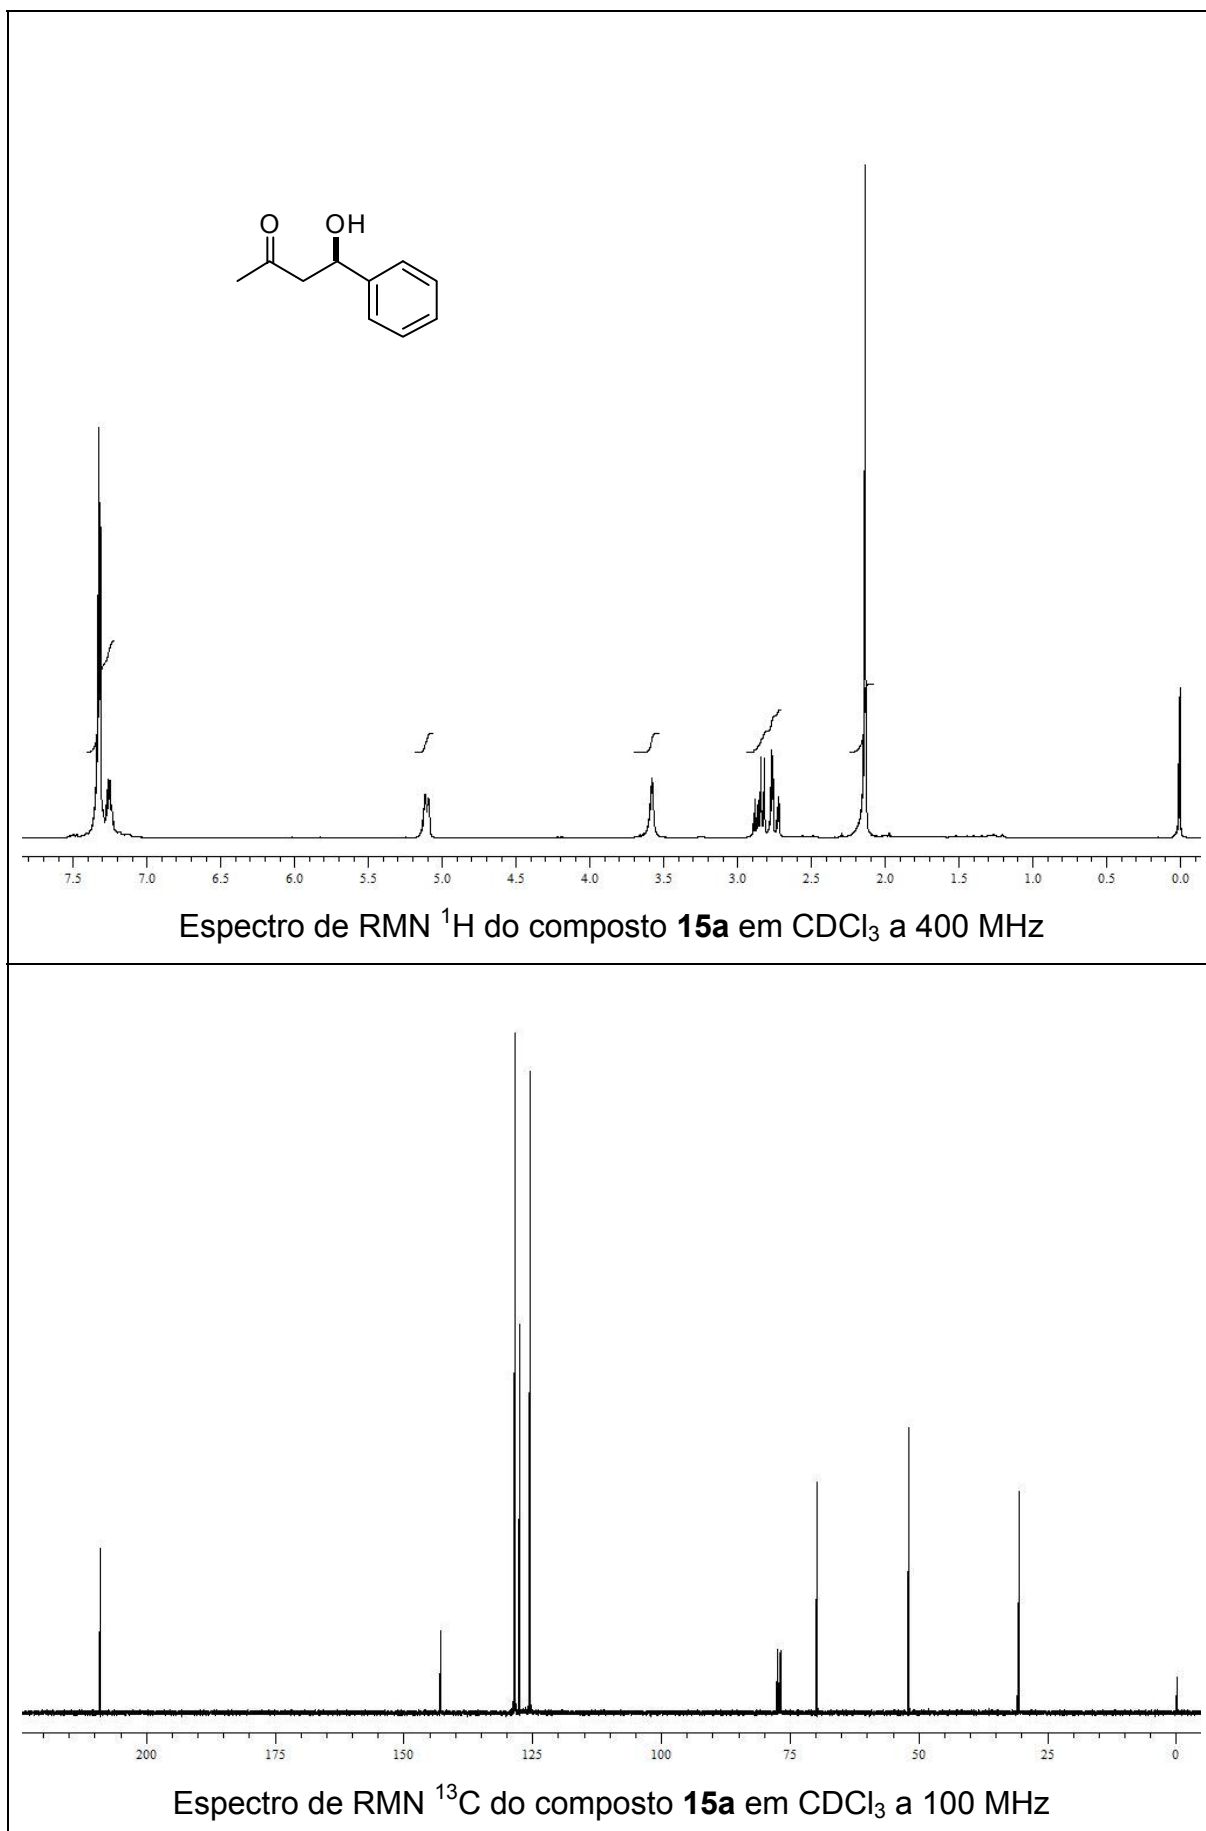 O OH
7.5 7.0 6.5 6.0 5.5 5.0 4.5 4.0 3.5 3.0 2.5 2.0 1.5 1.0 0.5 0.0
Espectro de RMN ¹H do composto 15a em CDCl₃ a 400 MHz
200 175 150 125 100 75 50 25 0
Espectro de RMN ¹³C do composto 15a em CDCl₃ a 100 MHz